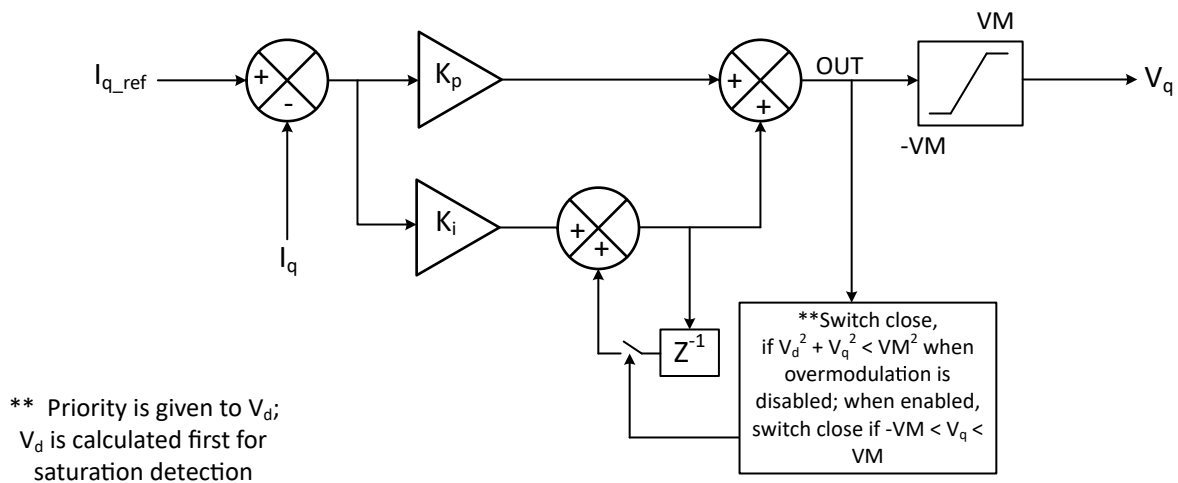 VM
I_q_ref
+
-
K_p
+
+
OUT
V_q
-VM
K_i
+
+
I_q
Z^-1
**Switch close,
if V_d^2 + V_q^2 < VM^2 when
overmodulation is
disabled; when enabled,
switch close if -VM < V_q <
VM
** Priority is given to V_d;
V_d is calculated first for
saturation detection